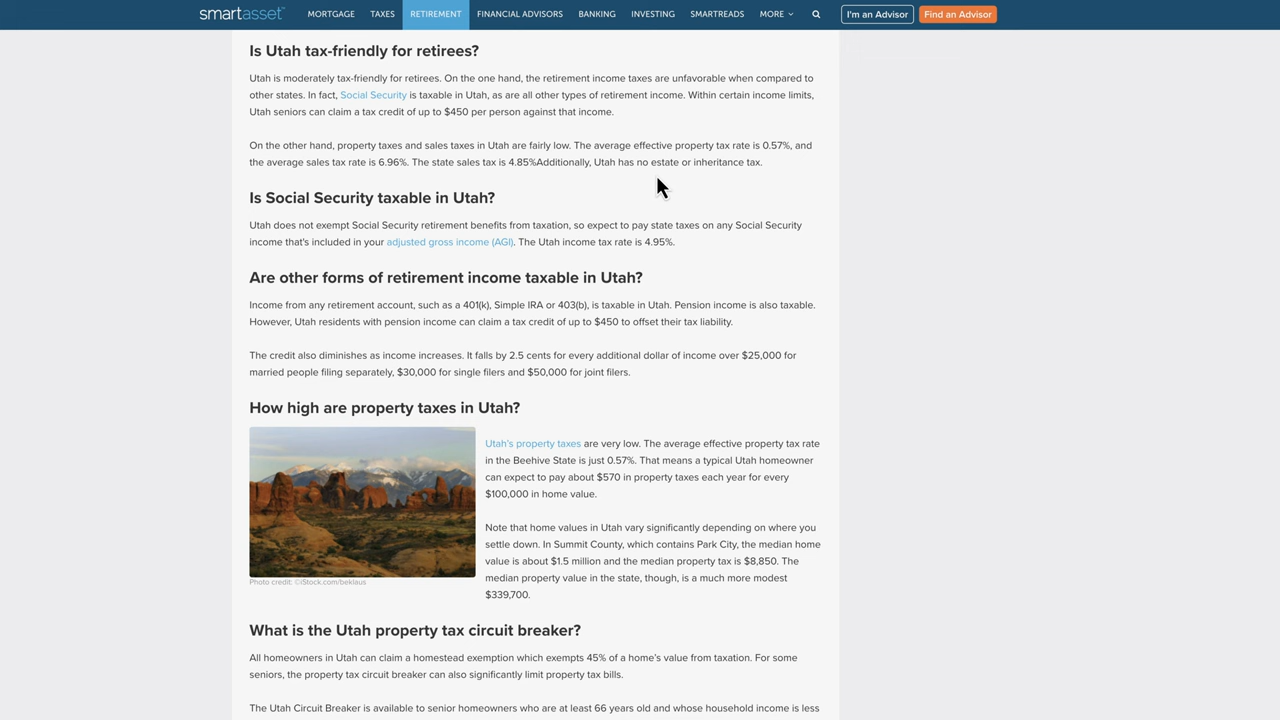 smartasset MORTGAGE TAXES RETIREMENT FINANCIAL ADVISORS BANKING INVESTING SMARTREADS MORE I'm an Advisor Find an Advisor
Is Utah tax-friendly for retirees?
Utah is moderately tax-friendly for retirees. On the one hand, the retirement income taxes are unfavorable when compared to
other states. In fact, Social Security is taxable in Utah, as are all other types of retirement income. Within certain income limits,
Utah seniors can claim a tax credit of up to $450 per person against that income.
On the other hand, property taxes and sales taxes in Utah are fairly low. The average effective property tax rate is 0.57%, and
the average sales tax rate is 6.96%. The state sales tax is 4.85%Additionally, Utah has no estate or inheritance tax.
Is Social Security taxable in Utah?
Utah does not exempt Social Security retirement benefits from taxation, so expect to pay state taxes on any Social Security
income that's included in your adjusted gross income (AGI). The Utah income tax rate is 4.95%.
Are other forms of retirement income taxable in Utah?
Income from any retirement account, such as a 401(k), Simple IRA or 403(b), is taxable in Utah. Pension income is also taxable.
However, Utah residents with pension income can claim a tax credit of up to $450 to offset their tax liability.
The credit also diminishes as income increases. It falls by 2.5 cents for every additional dollar of income over $25,000 for
married people filing separately, $30,000 for single filers and $50,000 for joint filers.
How high are property taxes in Utah?
Utah's property taxes are very low. The average effective property tax rate
in the Beehive State is just 0.57%. That means a typical Utah homeowner
can expect to pay about $570 in property taxes each year for every
$100,000 in home value.
Note that home values in Utah vary significantly depending on where you
settle down. In Summit County, which contains Park City, the median home
value is about $1.5 million and the median property tax is $8,850. The
median property value in the state, though, is a much more modest
$339,700.
Photo credit: ©iStock.com/beklaus
What is the Utah property tax circuit breaker?
All homeowners in Utah can claim a homestead exemption which exempts 45% of a home's value from taxation. For some
seniors, the property tax circuit breaker can also significantly limit property tax bills.
The Utah Circuit Breaker is available to senior homeowners who are at least 66 years old and whose household income is less